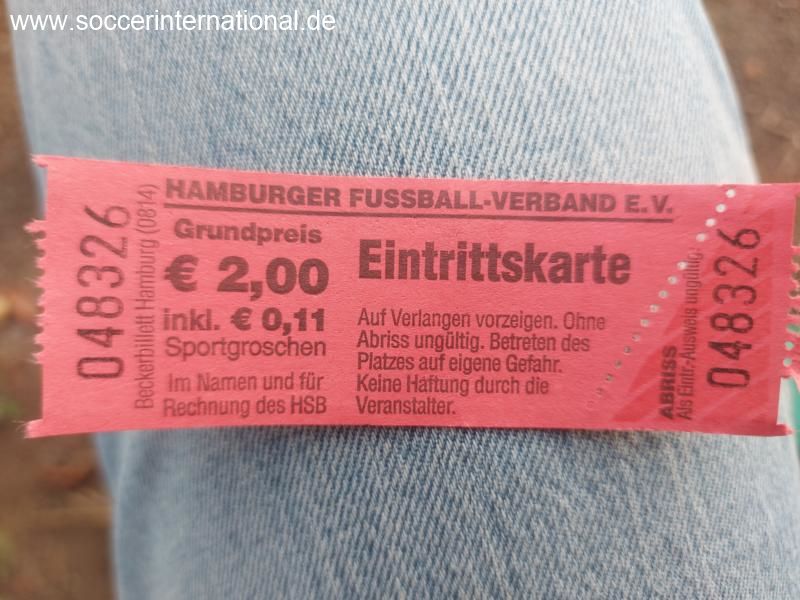 www.soccerinternational.de
048326
Beckerbillett Hamburg (0814)
HAMBURGER FUSSBALL-VERBAND E.V.
Grundpreis
€ 2,00
inkl. € 0,11
Sportgroschen
Im Namen und für
Rechnung des HSB
Eintrittskarte
Auf Verlangen vorzeigen. Ohne
Abriss ungültig. Betreten des
Platzes auf eigene Gefahr.
Keine Haftung durch die
Veranstalter.
ABRISS
Als Eintr.-Ausweis ungültig.
048326